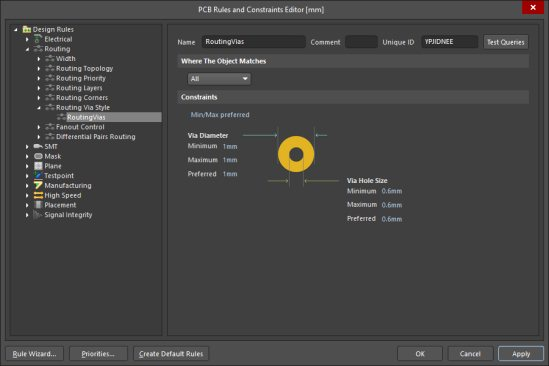 PCB Rules and Constraints Editor [mm]
Design Rules
Electrical
Routing
Width
Routing Topology
Routing Priority
Routing Layers
Routing Corners
Routing Via Style
RoutingVias
Fanout Control
Differential Pairs Routing
SMT
Mask
Plane
Testpoint
Manufacturing
High Speed
Placement
Signal Integrity
Name RoutingVias Comment Unique ID YPJIDNEE Test Queries
Where The Object Matches
All
Constraints
Min/Max preferred
Via Diameter
Minimum 1mm
Maximum 1mm
Preferred 1mm
Via Hole Size
Minimum 0.6mm
Maximum 0.6mm
Preferred 0.6mm
Rule Wizard... Priorities... Create Default Rules OK Cancel Apply